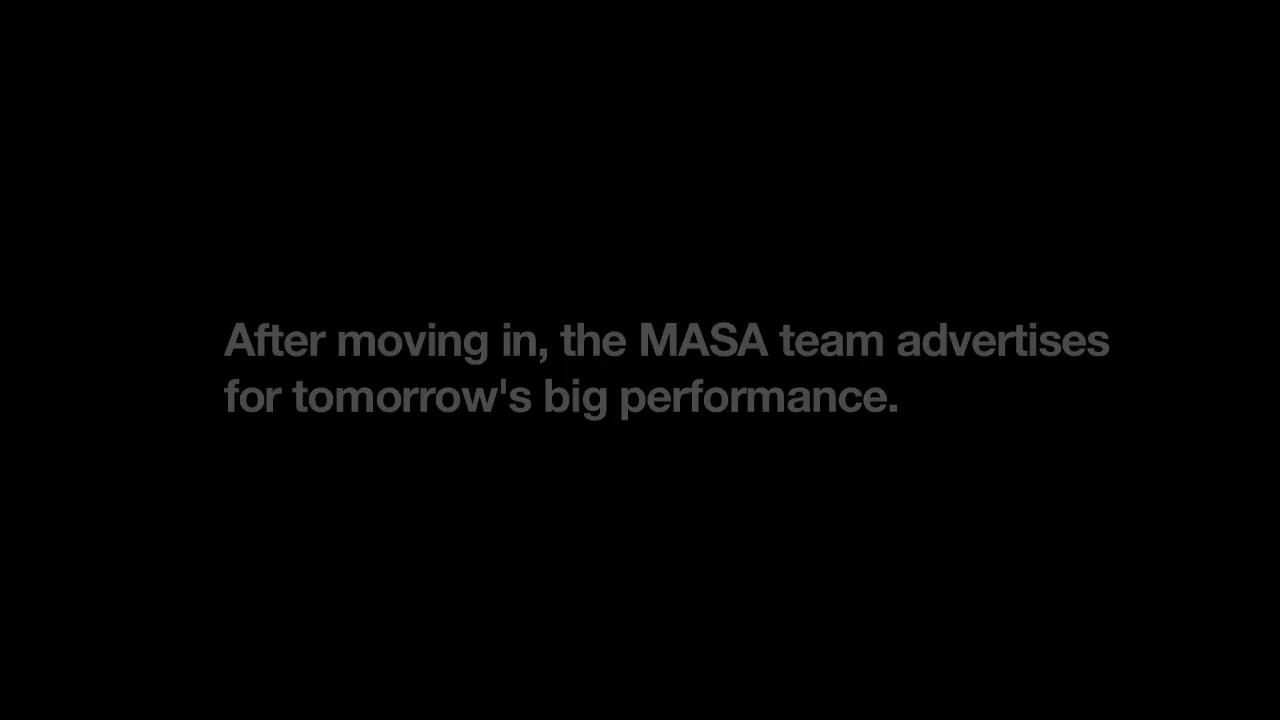 After moving in, the MASA team advertises
for tomorrow's big performance.